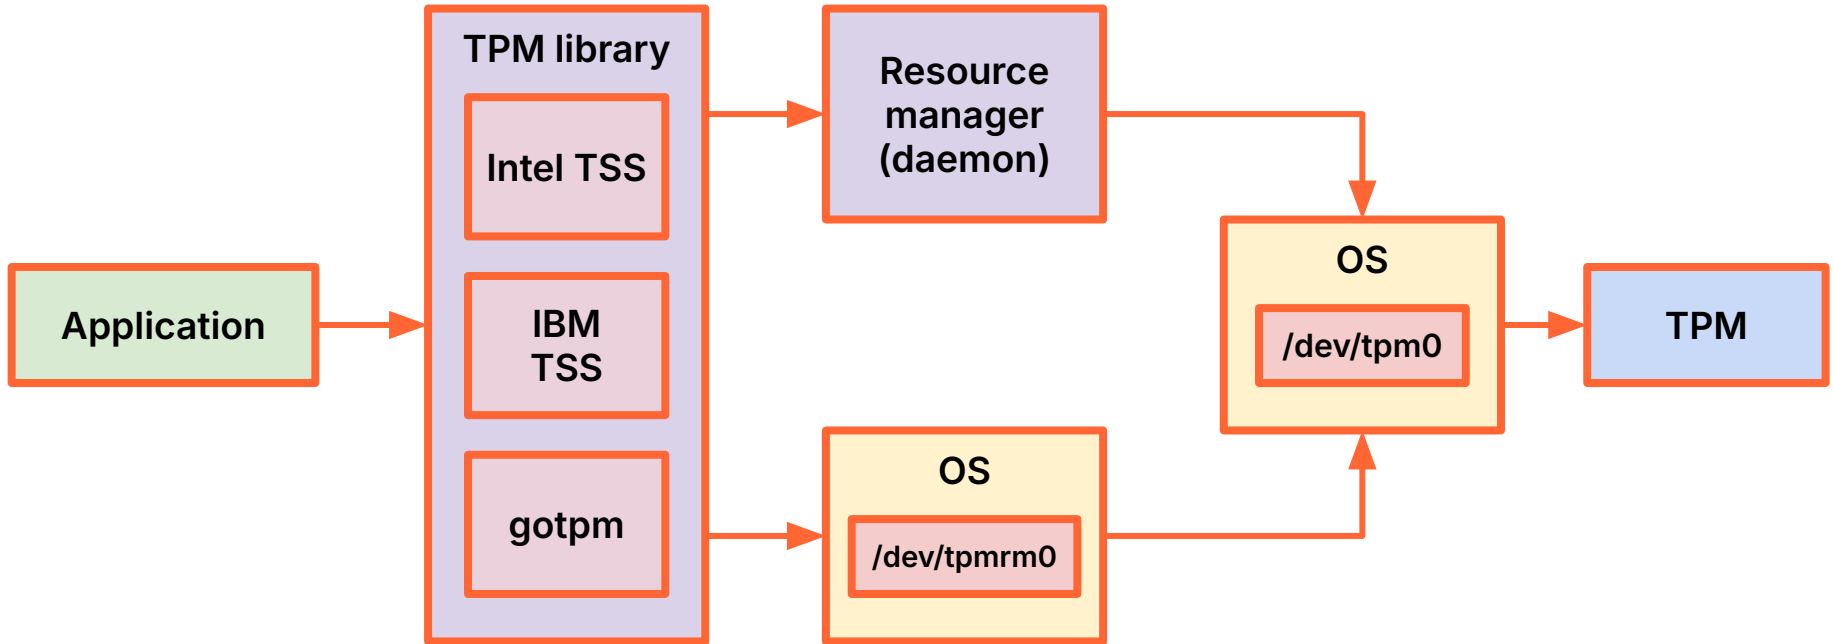 Application
TPM library
Intel TSS
IBM
TSS
gotpm
Resource
manager
(daemon)
OS
/dev/tpmrm0
OS
/dev/tpm0
TPM